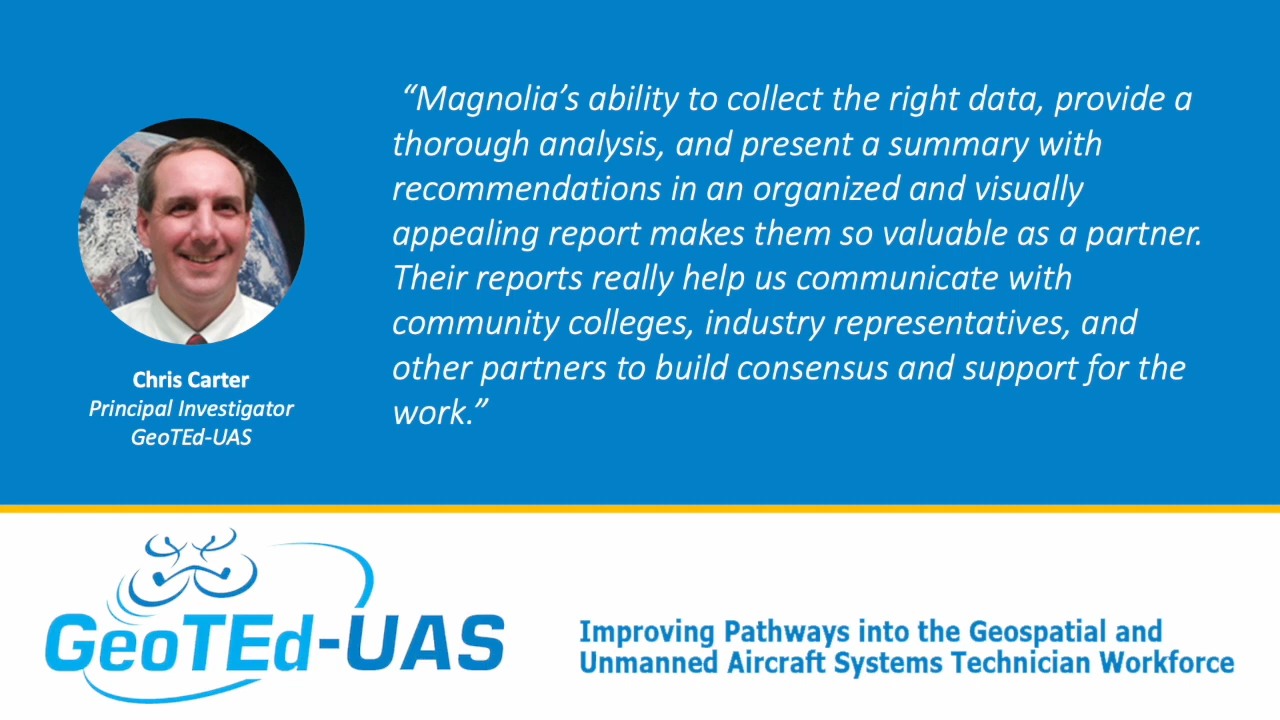 “Magnolia’s ability to collect the right data, provide a
thorough analysis, and present a summary with
recommendations in an organized and visually
appealing report makes them so valuable as a partner.
Their reports really help us communicate with
community colleges, industry representatives, and
other partners to build consensus and support for the
work.”
Chris Carter
Principal Investigator
GeoTEd-UAS
GeoTEd-UAS
Improving Pathways into the Geospatial and
Unmanned Aircraft Systems Technician Workforce